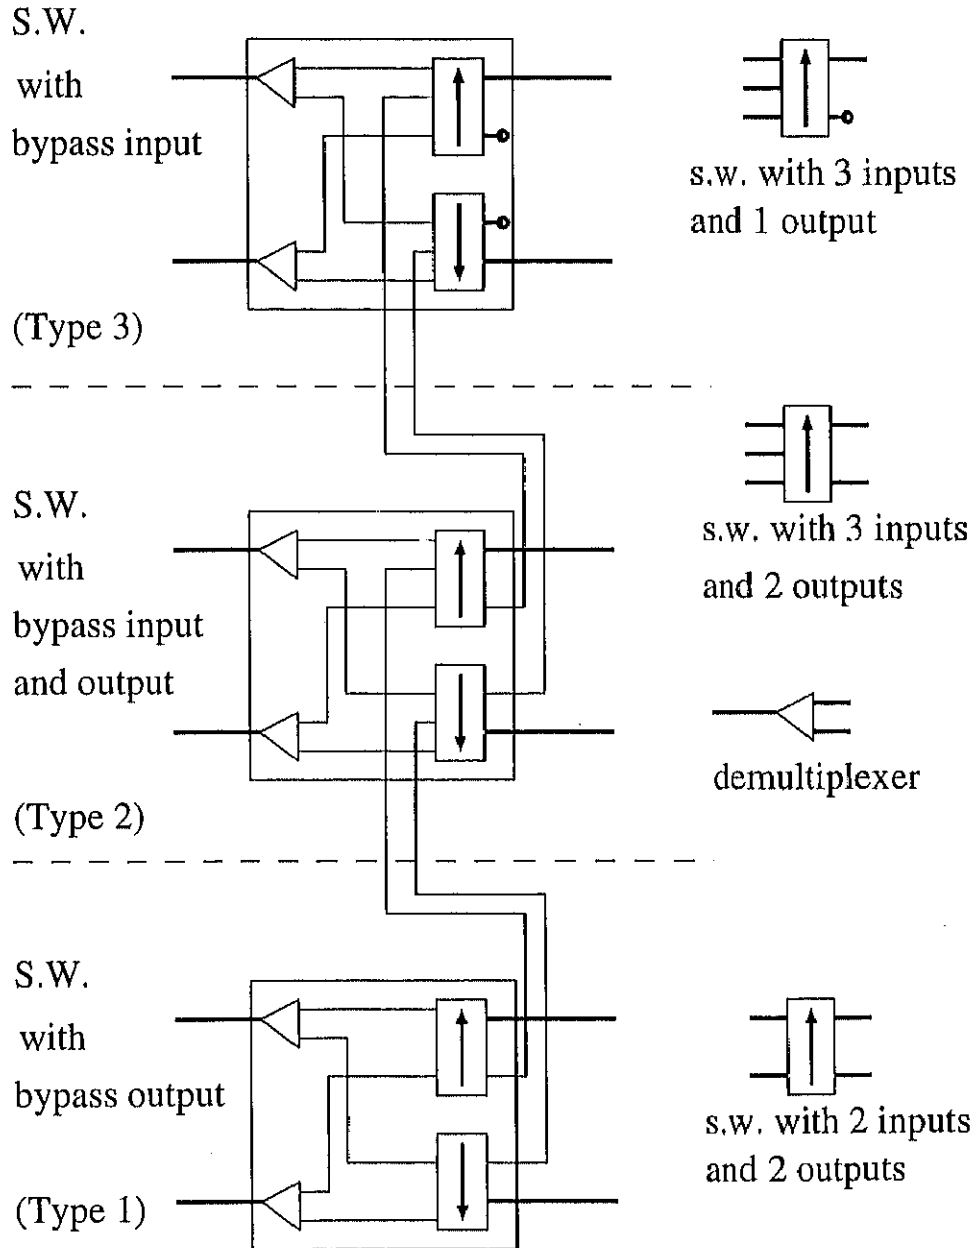 S.W.
with
bypass input
(Type 3)
s.w. with 3 inputs
and 1 output
S.W.
with
bypass input
and output
(Type 2)
s.w. with 3 inputs
and 2 outputs
demultiplexer
S.W.
with
bypass output
(Type 1)
s.w. with 2 inputs
and 2 outputs